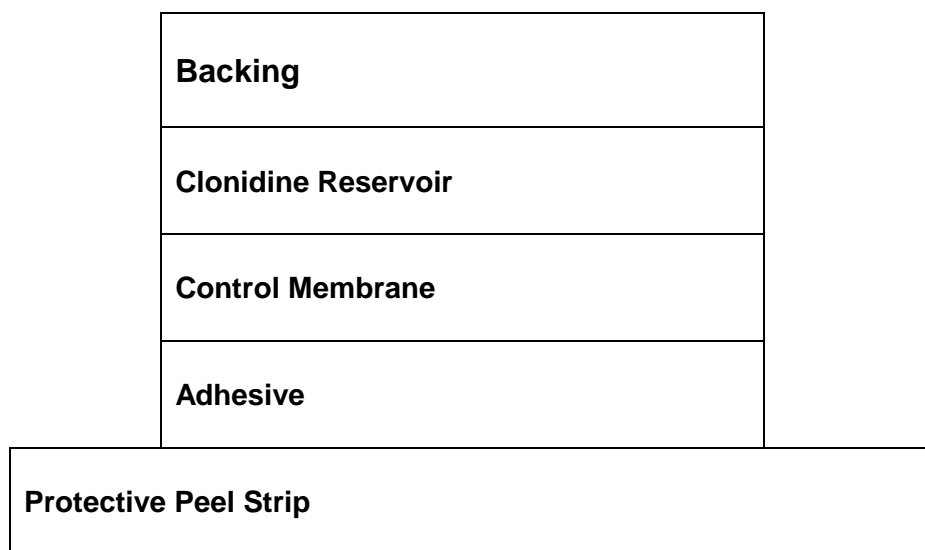 Backing
Clonidine Reservoir
Control Membrane
Adhesive
Protective Peel Strip